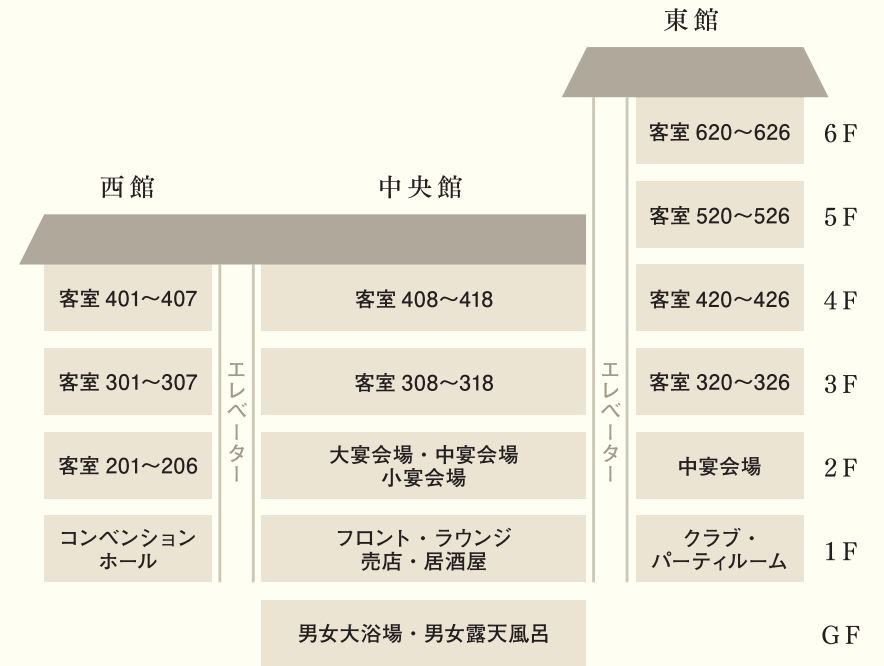 東館
客室 620～626
6F
客室 520～526
5F
西館
中央館
客室 401～407
客室 408～418
客室 420～426
4F
客室 301～307
客室 308～318
客室 320～326
3F
エレベーター
エレベーター
客室 201～206
大宴会場・中宴会場
小宴会場
中宴会場
2F
コンベンション
ホール
フロント・ラウンジ
売店・居酒屋
クラブ・
パーティルーム
1F
男女大浴場・男女露天風呂
GF